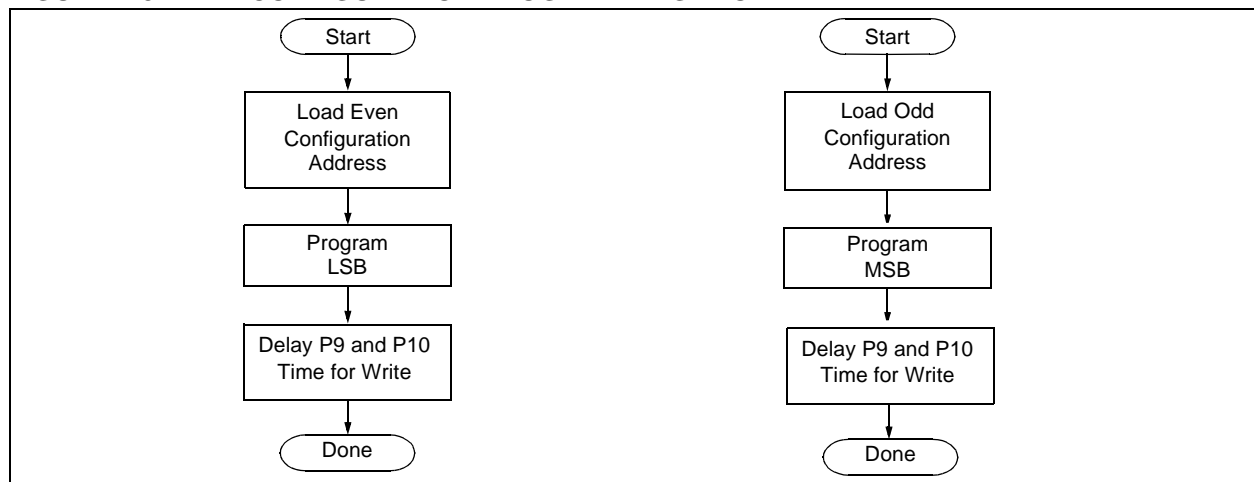 Start
Load Even
Configuration
Address
Program
LSB
Delay P9 and P10
Time for Write
Done
Start
Load Odd
Configuration
Address
Program
MSB
Delay P9 and P10
Time for Write
Done